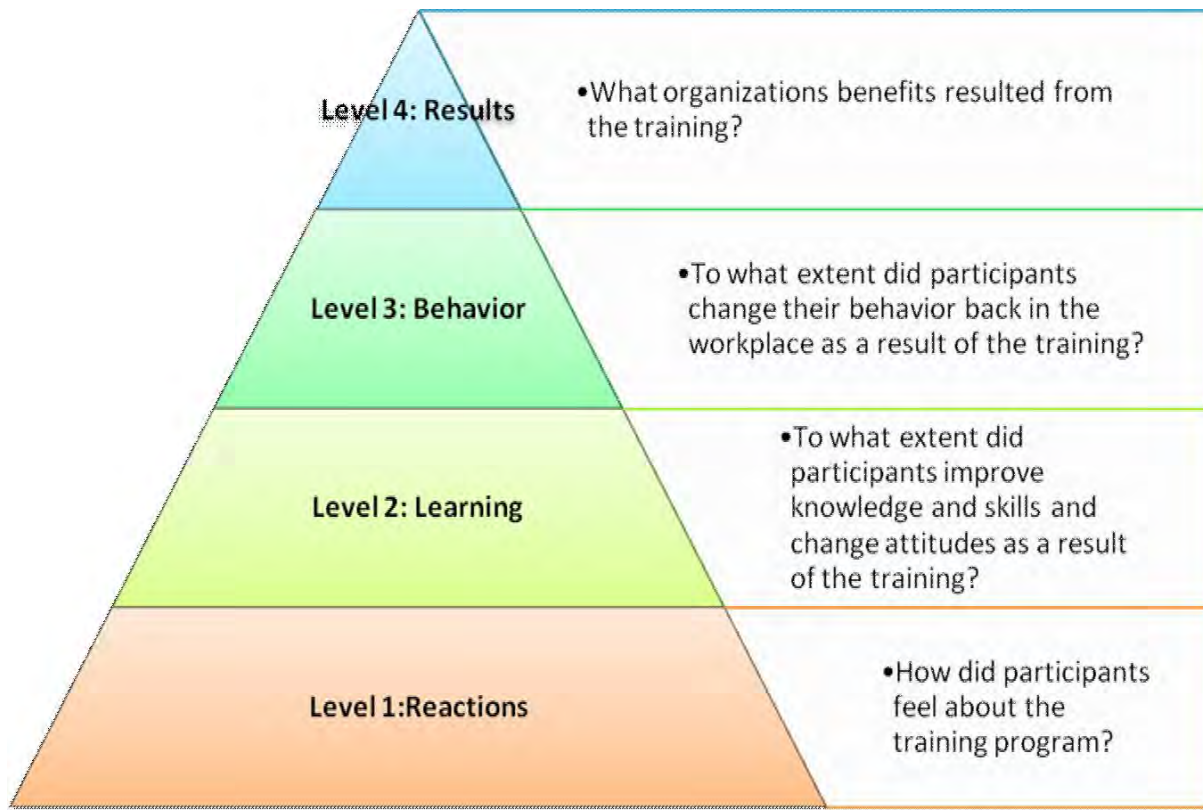 Level 4: Results
•What organizations benefits resulted from
the training?
Level 3: Behavior
•To what extent did participants
change their behavior back in the
workplace as a result of the training?
Level 2: Learning
•To what extent did
participants improve
knowledge and skills and
change attitudes as a result
of the training?
Level 1:Reactions
•How did participants
feel about the
training program?